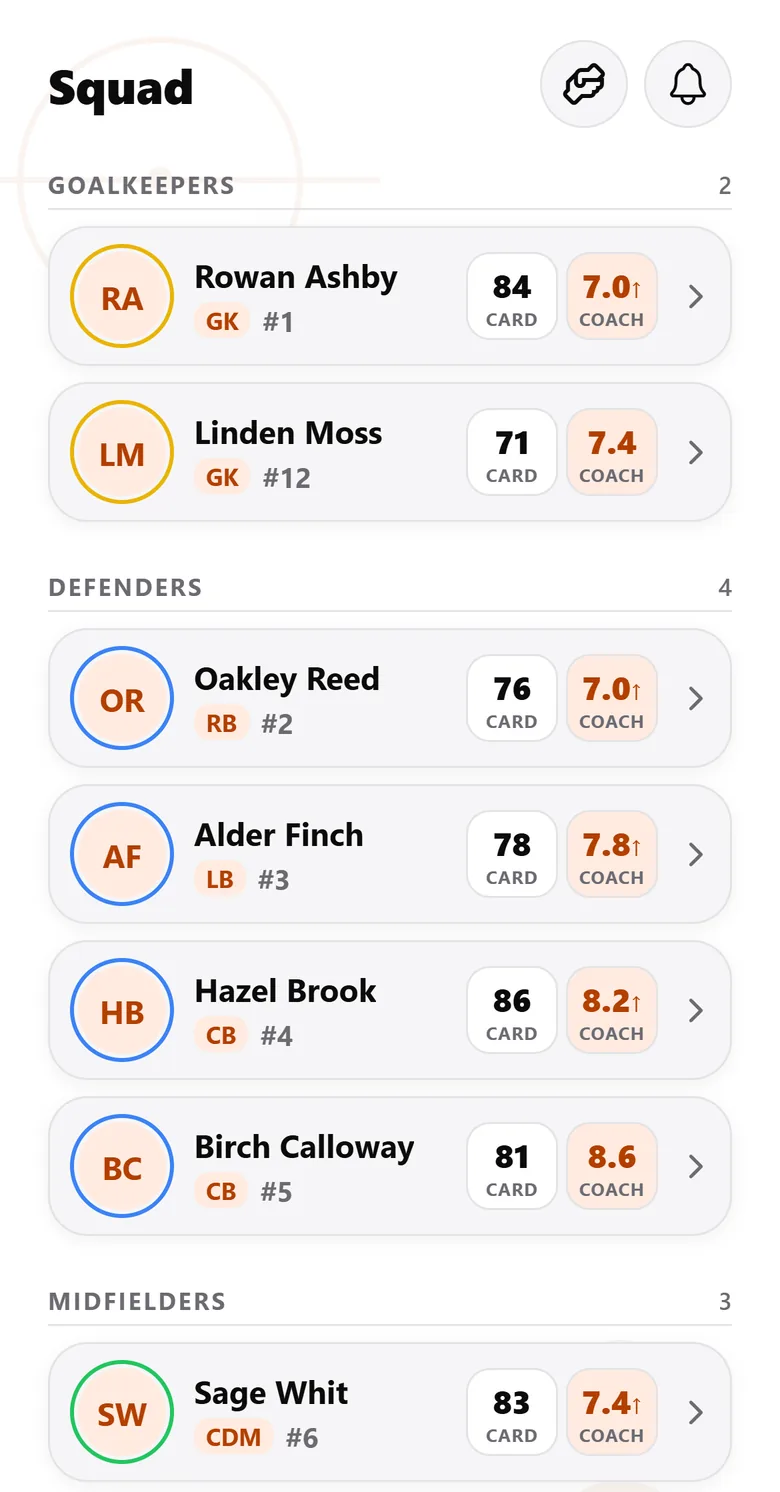 Squad
GOALKEEPERS 2
RA Rowan Ashby GK #1 84 CARD 7.0↑ COACH
LM Linden Moss GK #12 71 CARD 7.4 COACH
DEFENDERS 4
OR Oakley Reed RB #2 76 CARD 7.0↑ COACH
AF Alder Finch LB #3 78 CARD 7.8↑ COACH
HB Hazel Brook CB #4 86 CARD 8.2↑ COACH
BC Birch Calloway CB #5 81 CARD 8.6 COACH
MIDFIELDERS 3
SW Sage Whit CDM #6 83 CARD 7.4↑ COACH